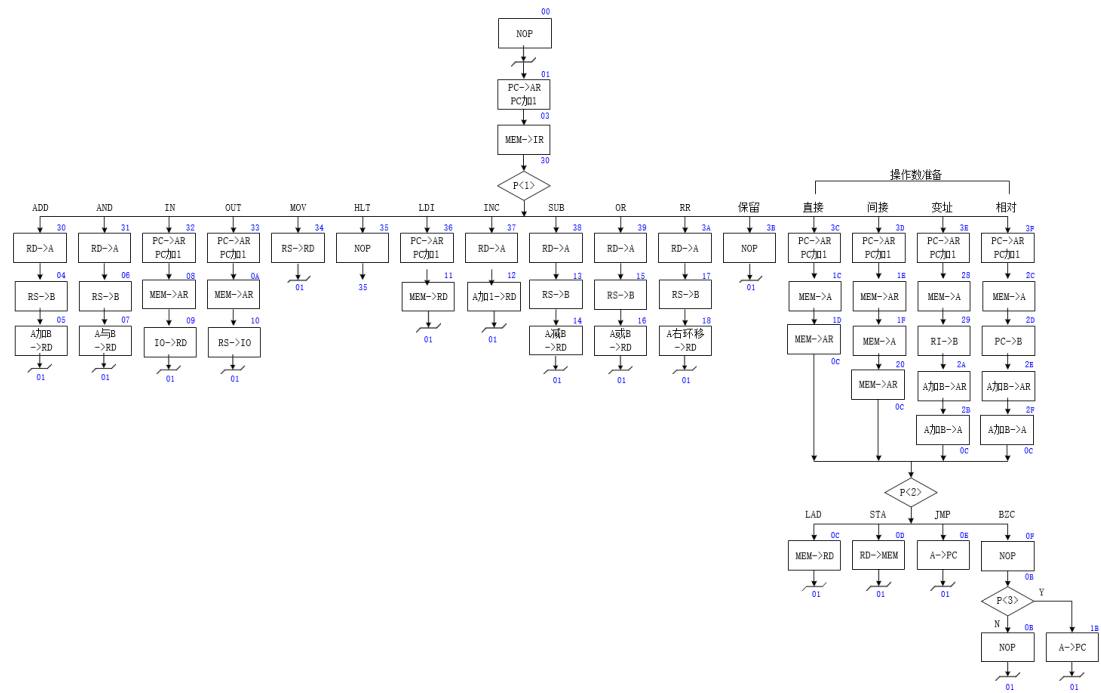 00
NOP
01
PC->AR
PC加1
03
MEM->IR
30
P<1>
操作数准备
ADD AND IN OUT MOV HLT LDI INC SUB OR RR 保留 直接 间接 变址 相对
30 31 32 33 34 35 36 37 38 39 3A 3B 3C 3D 3E 3F
RD->A RD->A PC->AR PC->AR RS->RD NOP PC->AR RD->A RD->A RD->A RD->A NOP PC->AR PC->AR PC->AR PC->AR
PC加1 PC加1 PC加1 PC加1 PC加1 PC加1 PC加1
04 06 08 0A 01 35 11 12 13 15 17 01 1C 1E 28 2C
RS->B RS->B MEM->AR MEM->AR MEM->RD A加1->RD RS->B RS->B RS->B MEM->A MEM->AR MEM->A MEM->A
05 07 09 10 01 01 14 16 18 1D 1F 29 2D
A加B A与B IO->RD RS->IO A减B A或B A右环移 MEM->AR MEM->A RI->B PC->B
->RD ->RD ->RD ->RD ->RD
01 01 01 01 01 01 01 0C 20 2A 2E
MEM->AR A加B->AR A加B->AR
0C 2B 2F
A加B->A A加B->A
0C 0C
P<2>
LAD STA JMP BZC
0C 0D 0E 0F
MEM->RD RD->MEM A->PC NOP
01 01 01 0B
P<3> Y
N 0B 1B
NOP A->PC
01 01